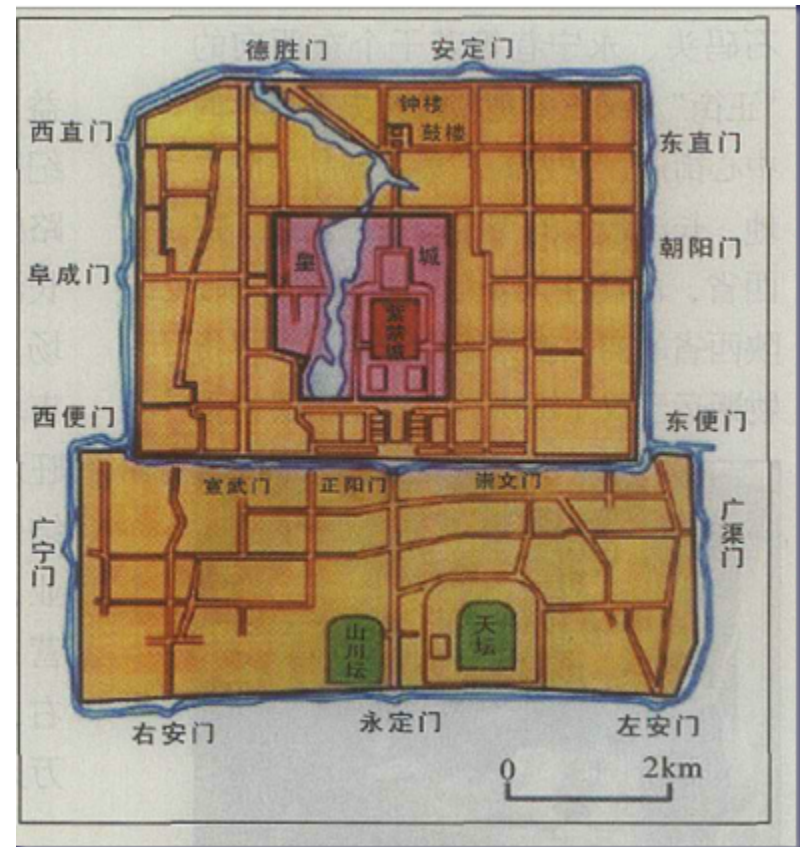 德胜门
安定门
钟楼
鼓楼
西直门
东直门
朝阳门
皇城
阜成门
紫禁城
西便门
东便门
宣武门
正阳门
崇文门
广宁门
广渠门
山川坛
天坛
右安门
永定门
左安门
0 2km